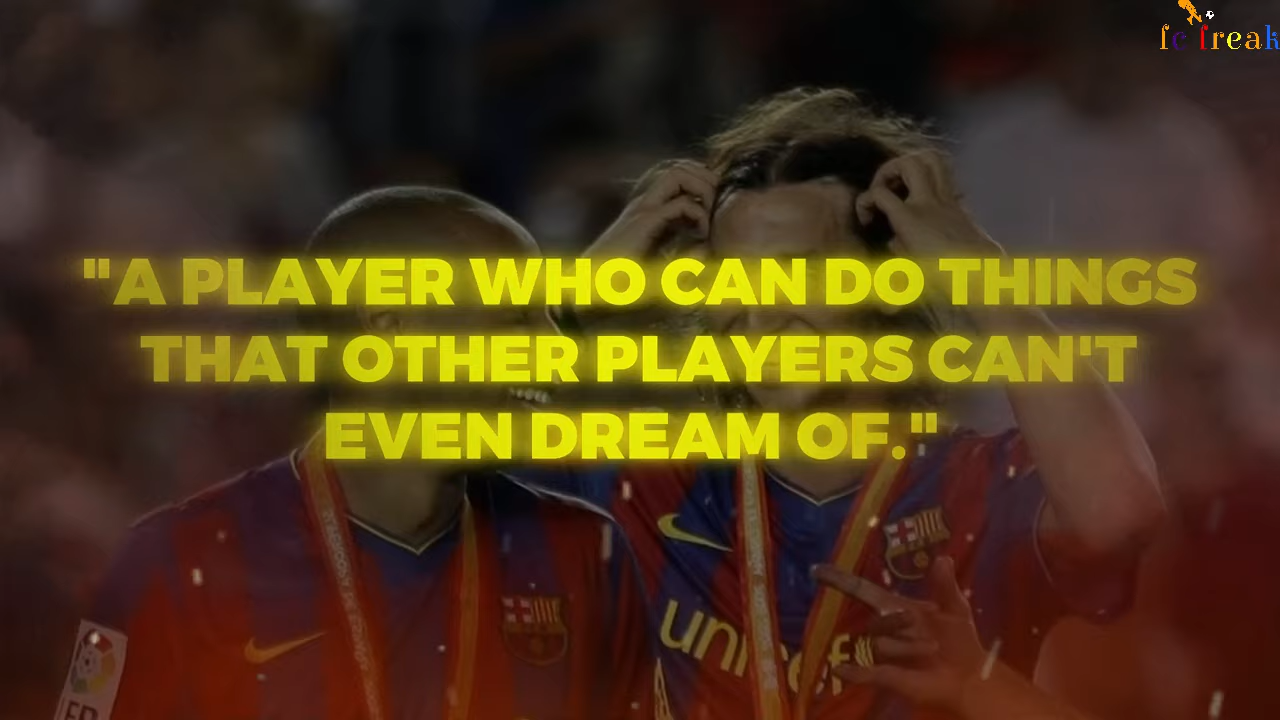 fc freak
"A PLAYER WHO CAN DO THINGS
THAT OTHER PLAYERS CAN'T
EVEN DREAM OF."
unicef